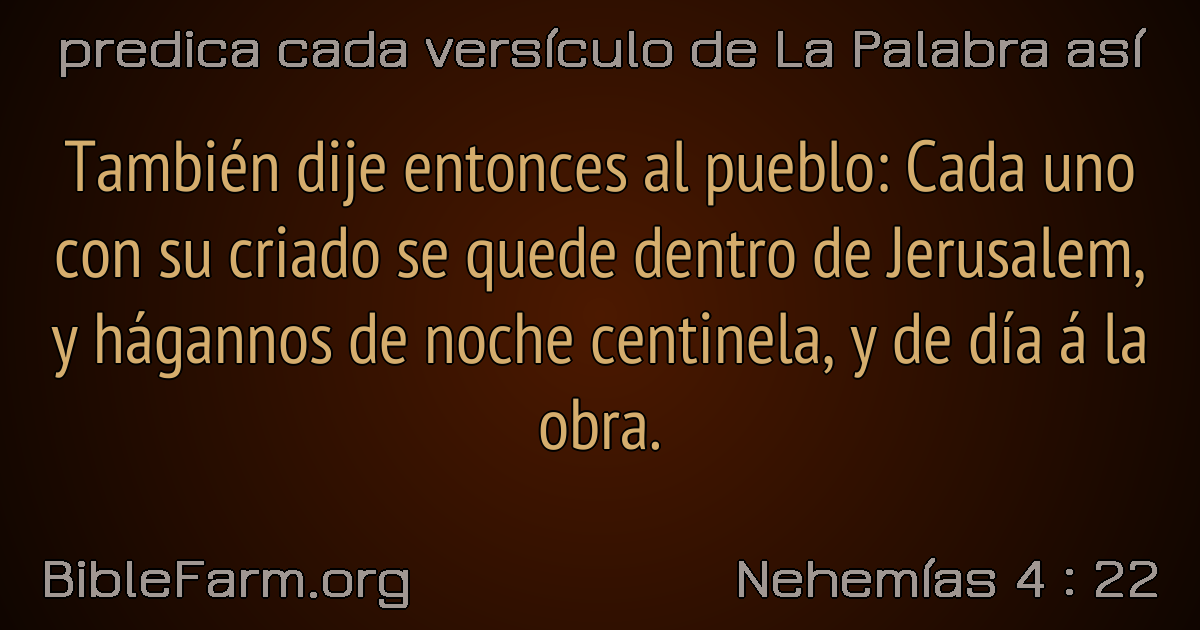 predica cada versículo de La Palabra así
También dije entonces al pueblo: Cada uno
con su criado se quede dentro de Jerusalem,
y hágannos de noche centinela, y de día á la
obra.
BibleFarm.org
Nehemías 4 : 22